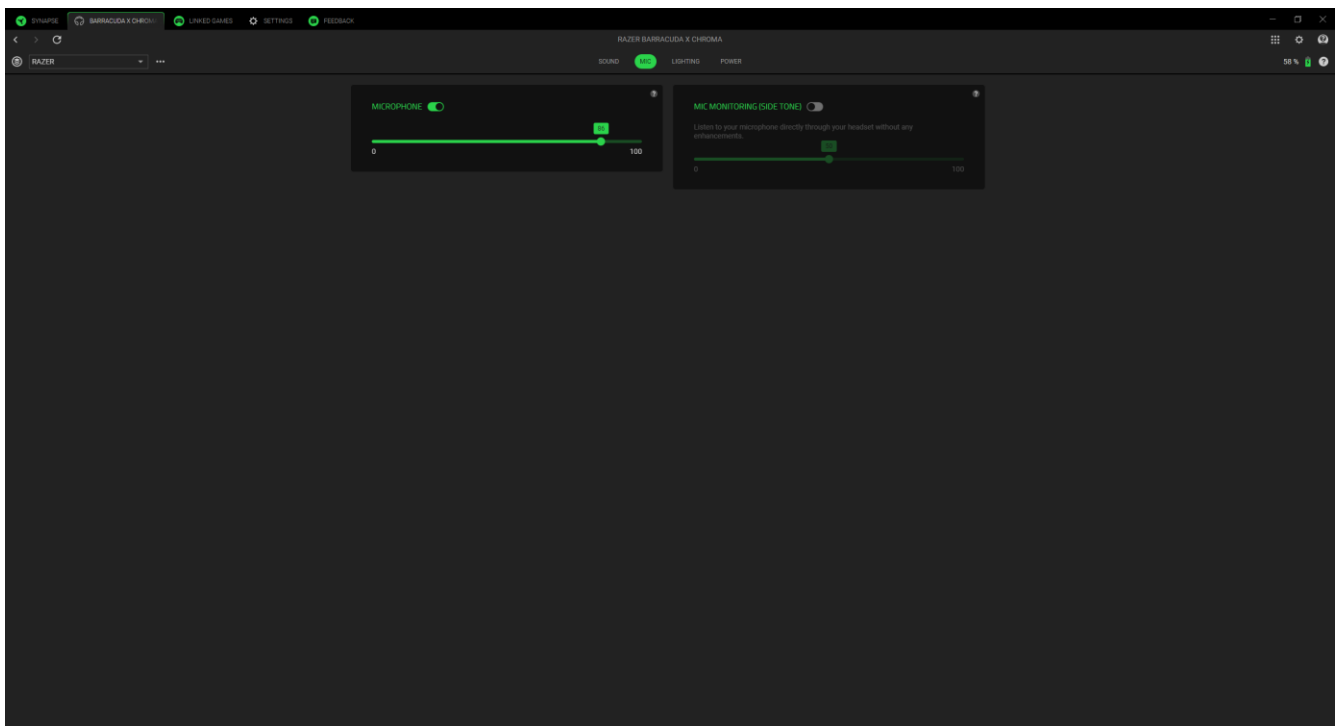 SYNAPSE BARRACUDA X CHROM LINKED GAMES SETTINGS FEEDBACK
RAZER BARRACUDA X CHROMA
RAZER SOUND MIC LIGHTING POWER 58 %
MICROPHONE
0 100
MIC MONITORING (SIDE TONE)
Listen to your microphone directly through your headset without any
enhancements.
0 100